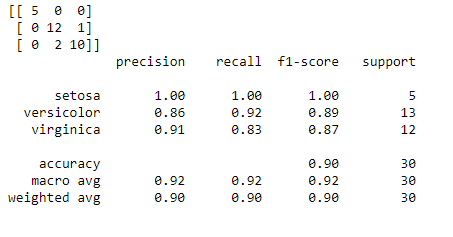 [[ 5  0  0]
 [ 0 12  1]
 [ 0  2 10]]
              precision    recall  f1-score   support

      setosa       1.00      1.00      1.00         5
  versicolor       0.86      0.92      0.89        13
   virginica       0.91      0.83      0.87        12

    accuracy                           0.90        30
   macro avg       0.92      0.92      0.92        30
weighted avg       0.90      0.90      0.90        30